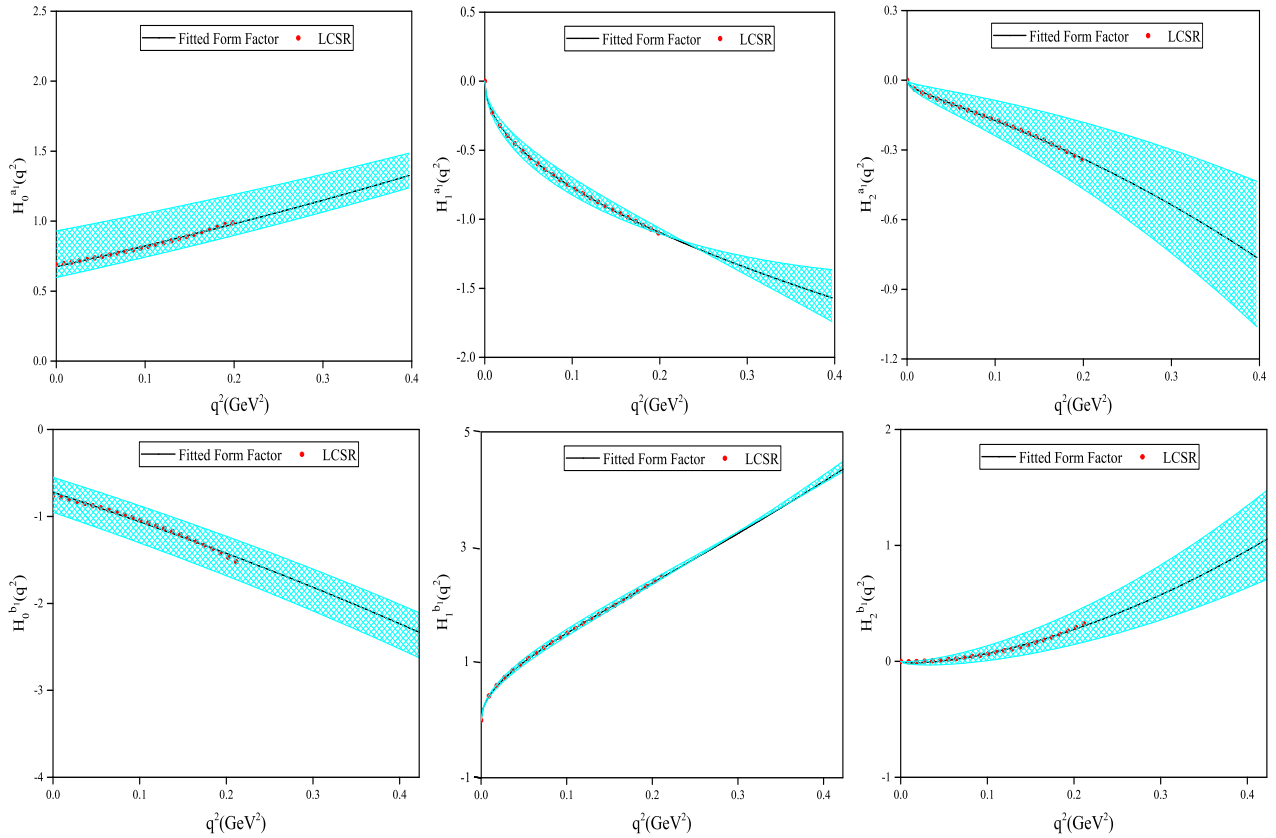 2.5
2.0
1.5
1.0
0.5
0.0
H₀ᵃ¹(q²)
Fitted Form Factor LCSR
0.0 0.1 0.2 0.3 0.4
q²(GeV²)
0.5
0.0
-0.5
-1.0
-1.5
-2.0
H₁ᵃ¹(q²)
Fitted Form Factor LCSR
0.0 0.1 0.2 0.3 0.4
q²(GeV²)
0.3
0.0
-0.3
-0.6
-0.9
-1.2
H₂ᵃ¹(q²)
Fitted Form Factor LCSR
0.0 0.1 0.2 0.3 0.4
q²(GeV²)
0
-1
-2
-3
-4
H₀ᵇ¹(q²)
Fitted Form Factor LCSR
0.0 0.1 0.2 0.3 0.4
q²(GeV²)
5
3
1
-1
H₁ᵇ¹(q²)
Fitted Form Factor LCSR
0.0 0.1 0.2 0.3 0.4
q²(GeV²)
2
1
0
-1
H₂ᵇ¹(q²)
Fitted Form Factor LCSR
0.0 0.1 0.2 0.3 0.4
q²(GeV²)